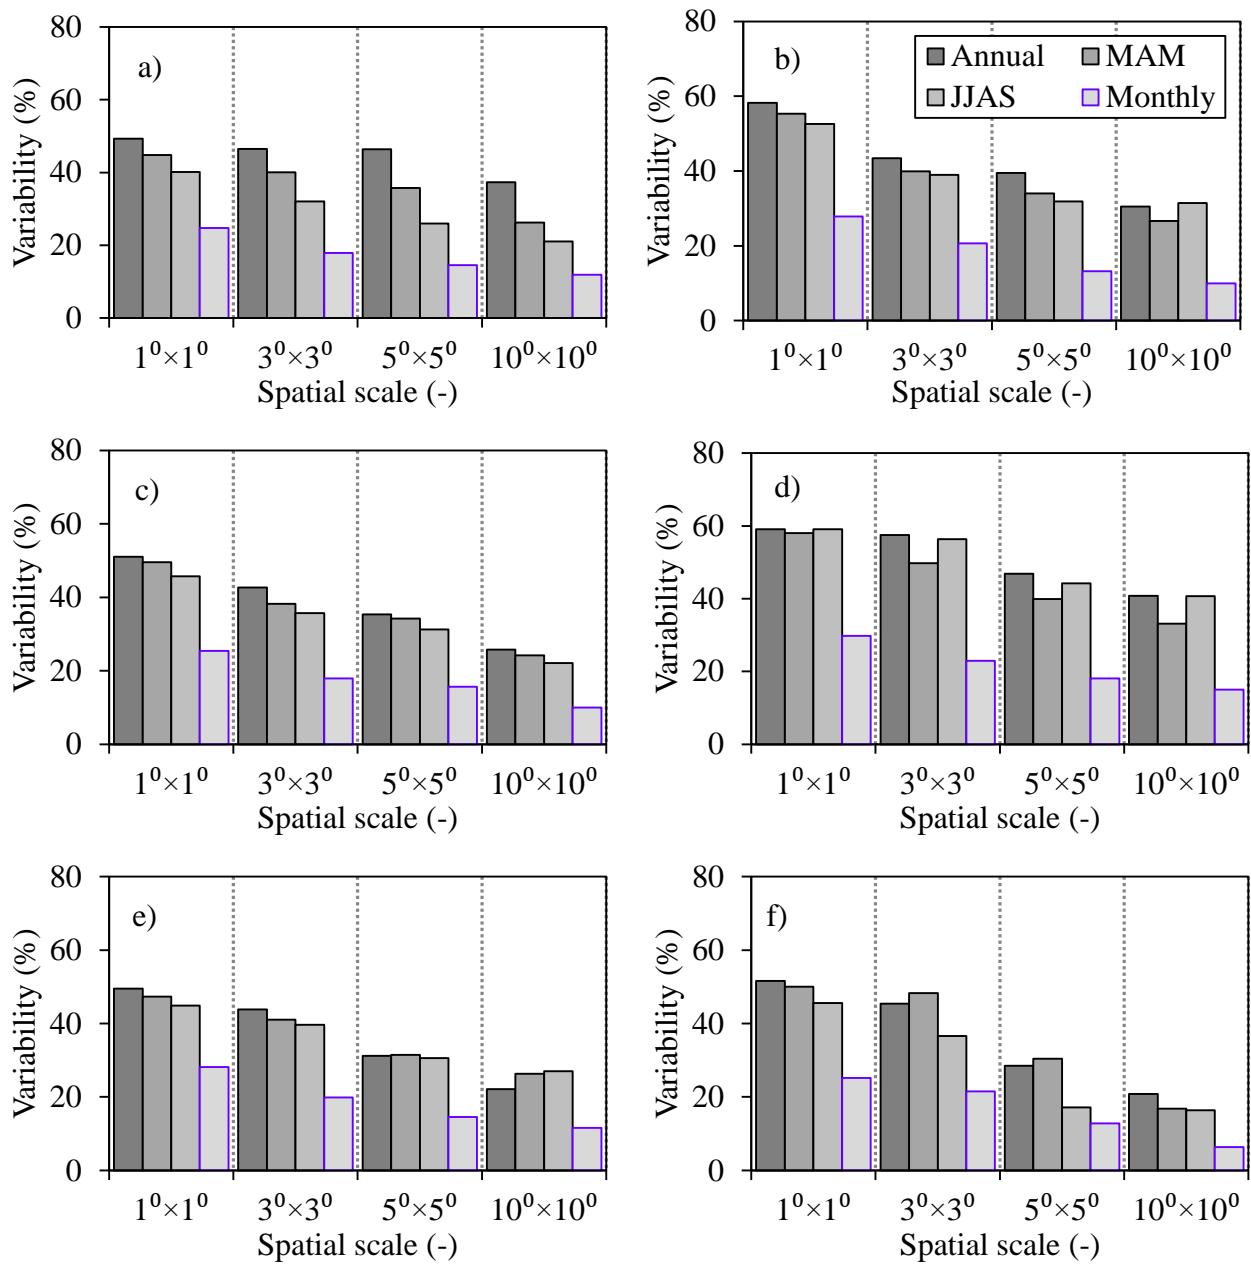 a)
80
60
40
20
0
Variability (%)
1⁰×1⁰ 3⁰×3⁰ 5⁰×5⁰ 10⁰×10⁰
Spatial scale (-)
b)
Annual MAM
JJAS Monthly
80
60
40
20
0
Variability (%)
1⁰×1⁰ 3⁰×3⁰ 5⁰×5⁰ 10⁰×10⁰
Spatial scale (-)
c)
80
60
40
20
0
Variability (%)
1⁰×1⁰ 3⁰×3⁰ 5⁰×5⁰ 10⁰×10⁰
Spatial scale (-)
d)
80
60
40
20
0
Variability (%)
1⁰×1⁰ 3⁰×3⁰ 5⁰×5⁰ 10⁰×10⁰
Spatial scale (-)
e)
80
60
40
20
0
Variability (%)
1⁰×1⁰ 3⁰×3⁰ 5⁰×5⁰ 10⁰×10⁰
Spatial scale (-)
f)
80
60
40
20
0
Variability (%)
1⁰×1⁰ 3⁰×3⁰ 5⁰×5⁰ 10⁰×10⁰
Spatial scale (-)